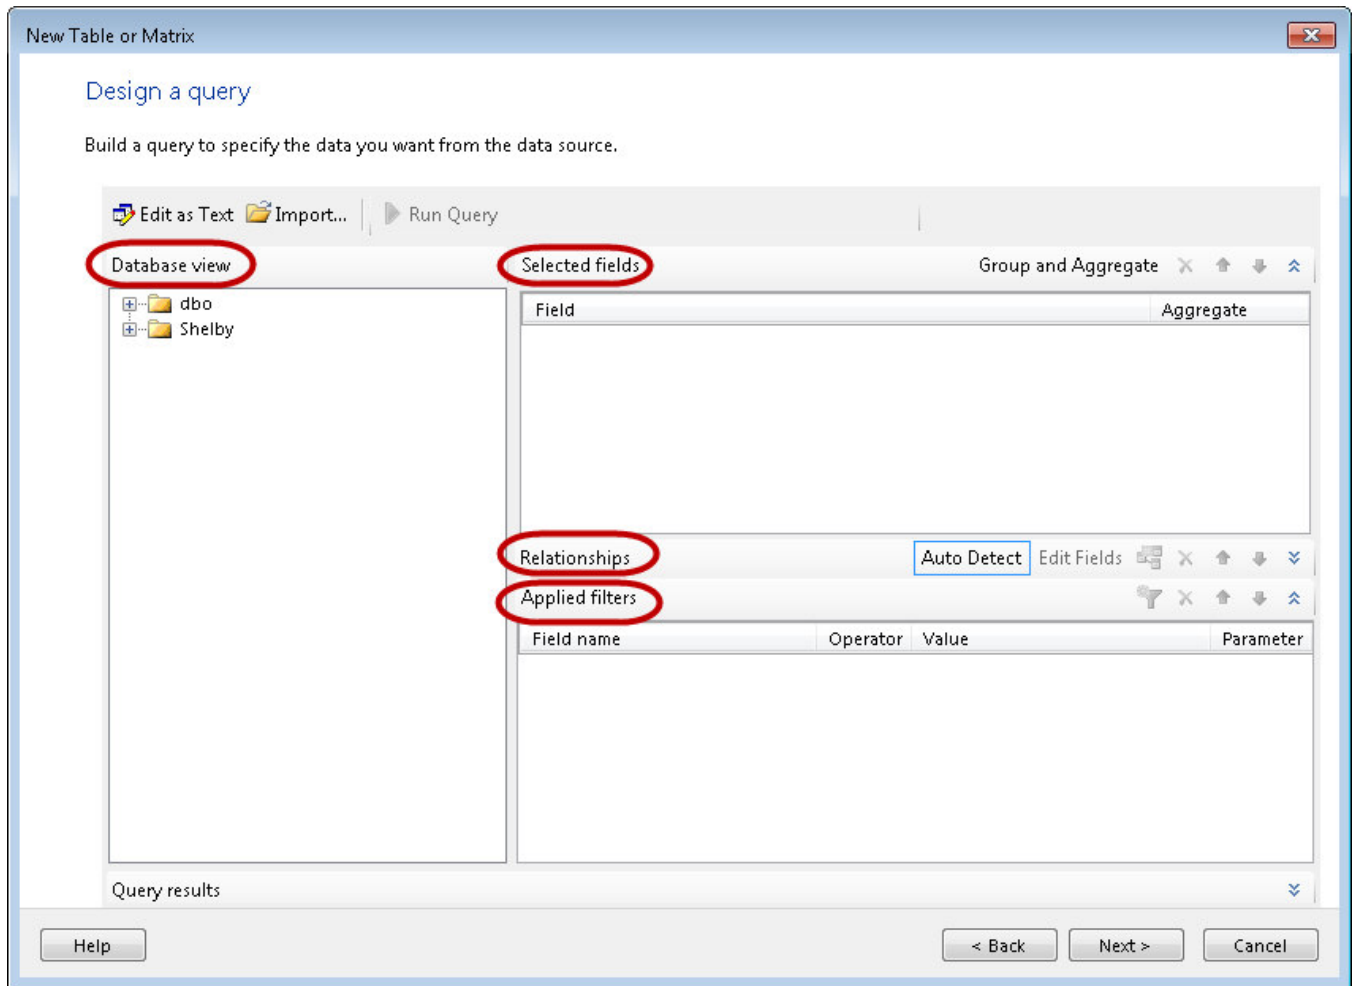 New Table or Matrix
Design a query
Build a query to specify the data you want from the data source.
Edit as Text Import... Run Query
Database view
dbo
Shelby
Selected fields Group and Aggregate
Field Aggregate
Relationships Auto Detect Edit Fields
Applied filters
Field name Operator Value Parameter
Query results
Help < Back Next > Cancel